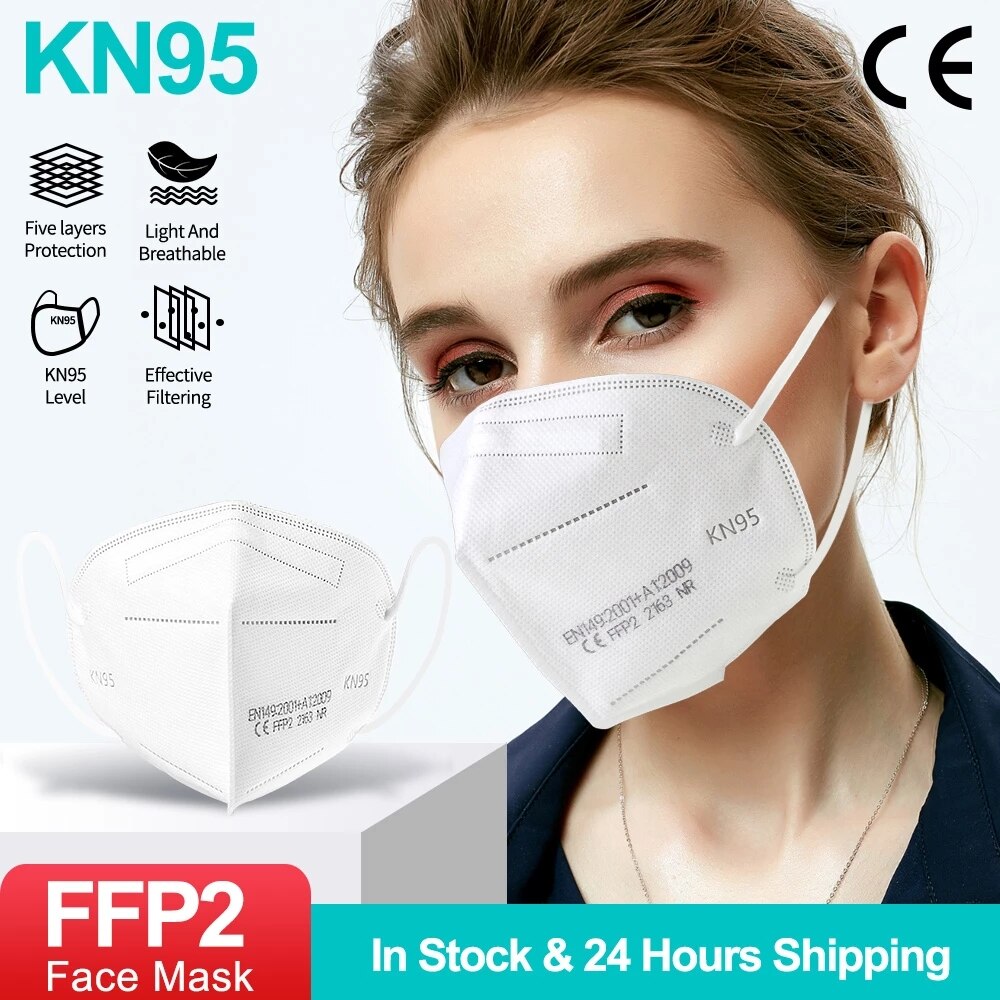 KN95
CE
Five layers
Protection
Light And
Breathable
KN95
KN95
Level
Effective
Filtering
KN95
EN149:2001+A1:2009
CE FFP2 2163 NR
KN95
KN95
EN149:2001+A1:2009
CE FFP2 2163 NR
FFP2
Face Mask
In Stock & 24 Hours Shipping